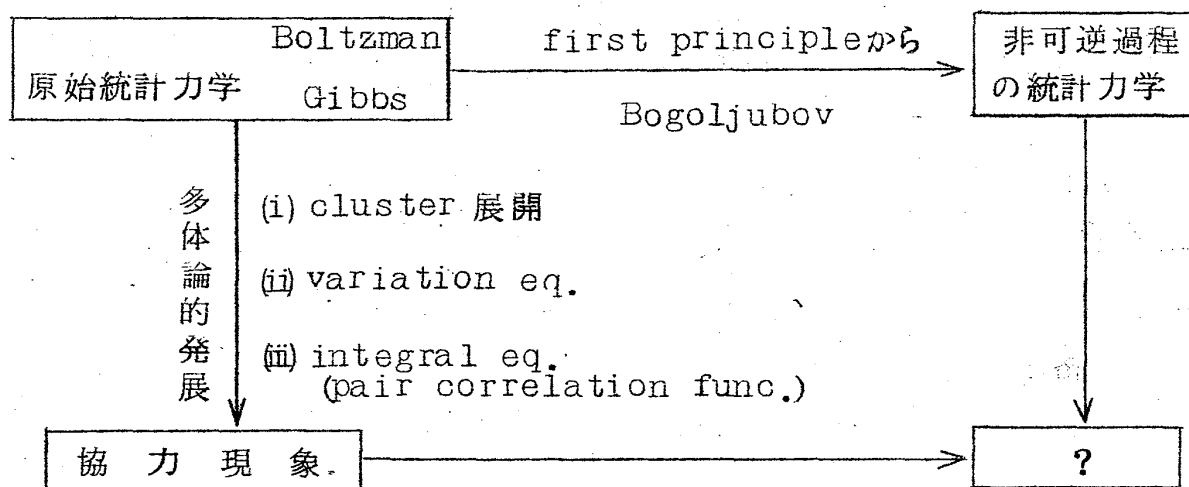 Boltzman
原始統計力学
Gibbs
first principleから
Bogoljubov
非可逆過程
の統計力学
多体論的発展
(i) cluster 展開
(ii) variation eq.
(iii) integral eq.
(pair correlation func.)
協力現象
?